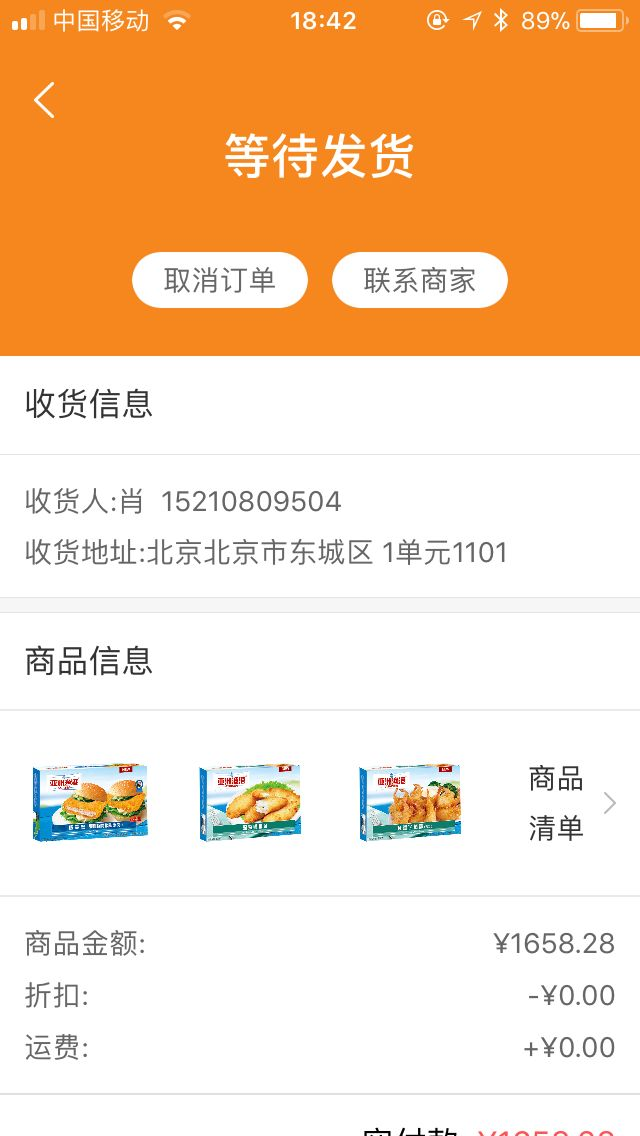 中国移动
18:42
89%
等待发货
取消订单
联系商家
收货信息
收货人:肖 15210809504
收货地址:北京北京市东城区 1单元1101
商品信息
亚洲渔港
亚洲渔港
亚洲渔港
商品
清单
商品金额:
¥1658.28
折扣:
-¥0.00
运费:
+¥0.00
实付款